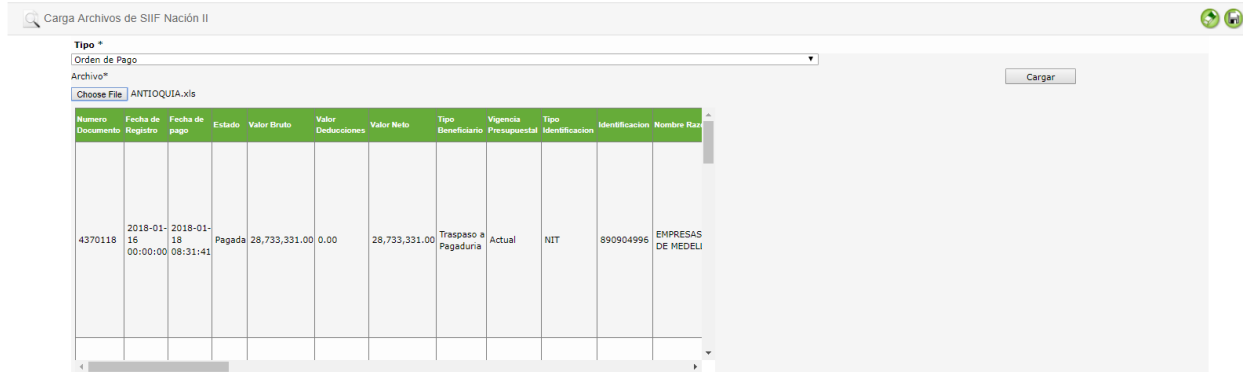 Carga Archivos de SIIF Nación II
Tipo *
Orden de Pago
Archivo*
Cargar
Choose File ANTIOQUIA.xls
Numero Documento Fecha de Registro Fecha de pago Estado Valor Bruto Valor Deducciones Valor Neto Tipo Beneficiario Vigencia Presupuestal Tipo Identificacion Identificacion Nombre
4370118 2018-01-16 00:00:00 2018-01-18 08:31:41 Pagada 28,733,331.00 0.00 28,733,331.00 Traspaso a Pagaduria Actual NIT 890904996 EMPRESAS DE